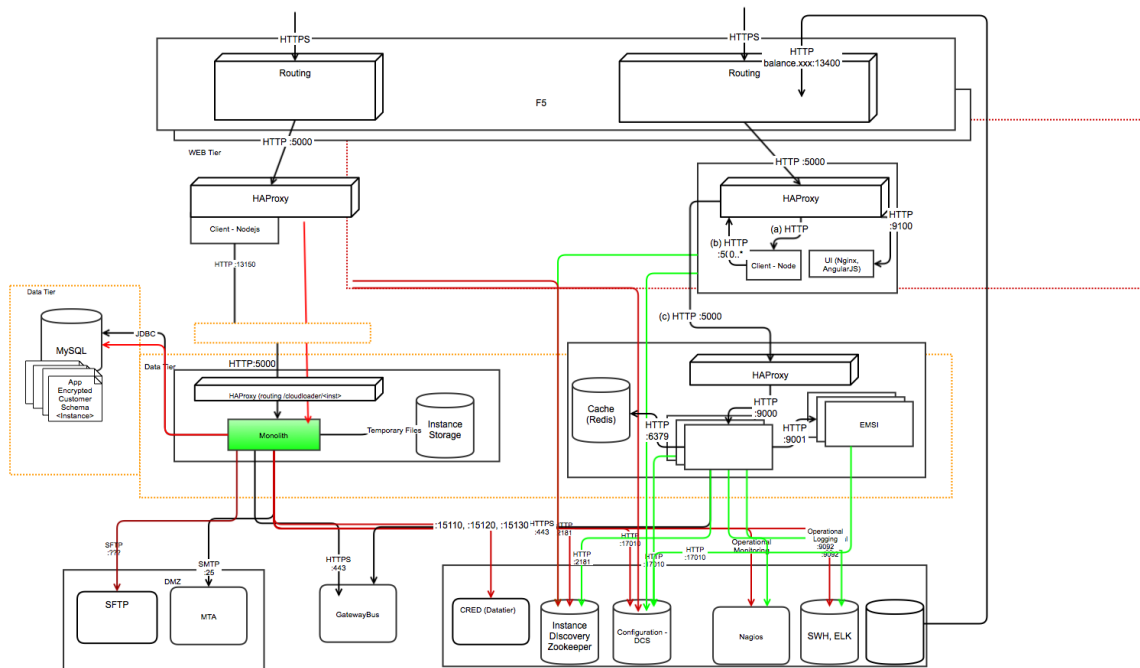 HTTPS
HTTPS
HTTP
balance.xxx:13400
Routing
Routing
F5
HTTP :5000
WEB Tier
HTTP :5000
HAProxy
HAProxy
Client - Nodejs
HTTP
:9100
(a) HTTP
(b) HTTP
:500..*
Client - Node
UI (Nginx,
AngularJS)
HTTP :13150
Data Tier
MySQL
JDBC
App
Encrypted
Customer
Schema
<Instance>
(c) HTTP :5000
HTTP:5000
Data Tier
HAProxy (routing /cloudloader/<inst>
HAProxy
Monolith
Temporary Files
Instance
Storage
Cache
(Redis)
HTTP
:9000
HTTP
:6379
HTTP
:9001
EMSI
:15110, :15120, :15130
HTTPS
:443
:2181
Operational
Logging
:9092
:9092
SFTP
:???
SMTP
:25
HTTPS
:443
HTTP
:2181
HTTP
:17010
HTTP
:17010
:17010
Operational
Monitoring
HTTP
:17010
DMZ
SFTP
MTA
GatewayBus
CRED (Datatier)
Instance
Discovery
Zookeeper
Configuration -
DCS
Nagios
SWH, ELK